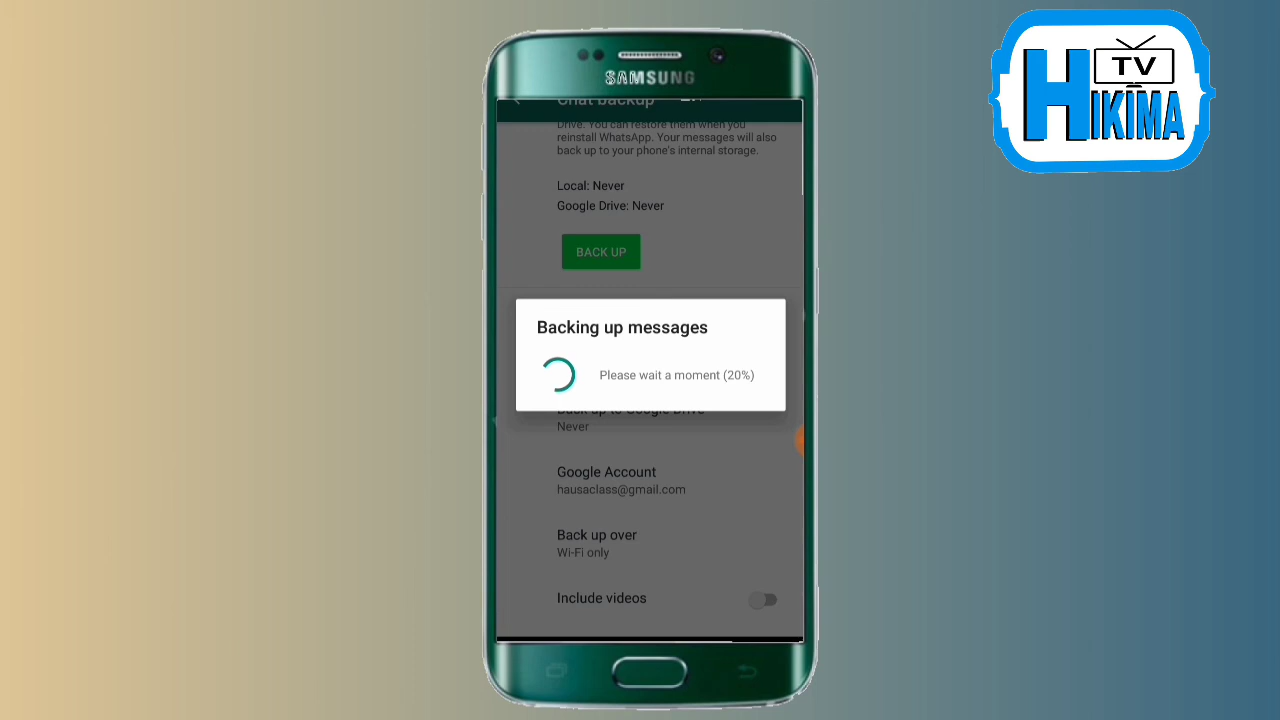 HIKIMA TV
SAMSUNG
Chat backup
Drive. You can restore them when you
reinstall WhatsApp. Your messages will also
back up to your phone's internal storage.
Local: Never
Google Drive: Never
BACK UP
Backing up messages
Please wait a moment (20%)
Back up to Google Drive
Never
Google Account
hausaclass@gmail.com
Back up over
Wi-Fi only
Include videos